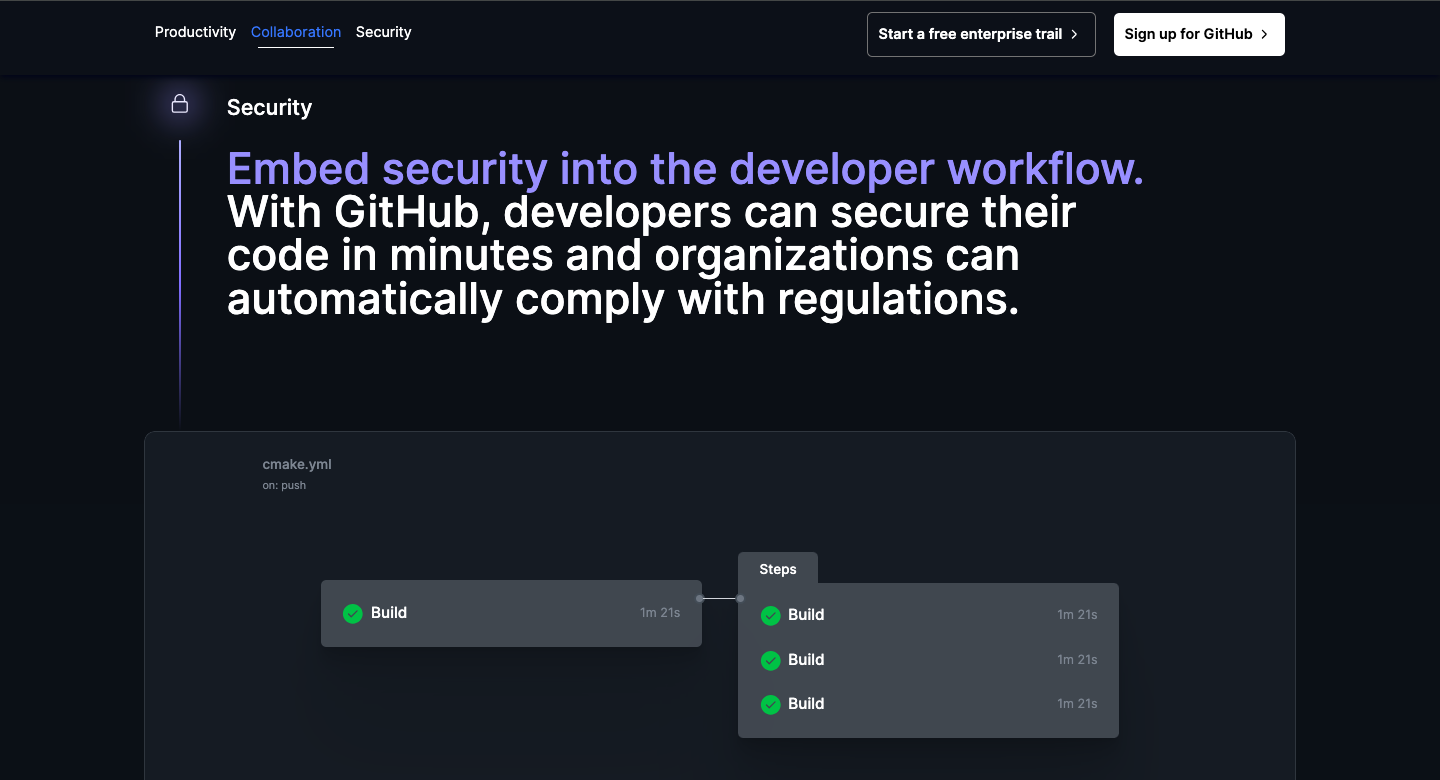 Productivity Collaboration Security
Start a free enterprise trail
Sign up for GitHub
Security
Embed security into the developer workflow.
With GitHub, developers can secure their
code in minutes and organizations can
automatically comply with regulations.
cmake.yml
on: push
Build 1m 21s
Steps
Build 1m 21s
Build 1m 21s
Build 1m 21s